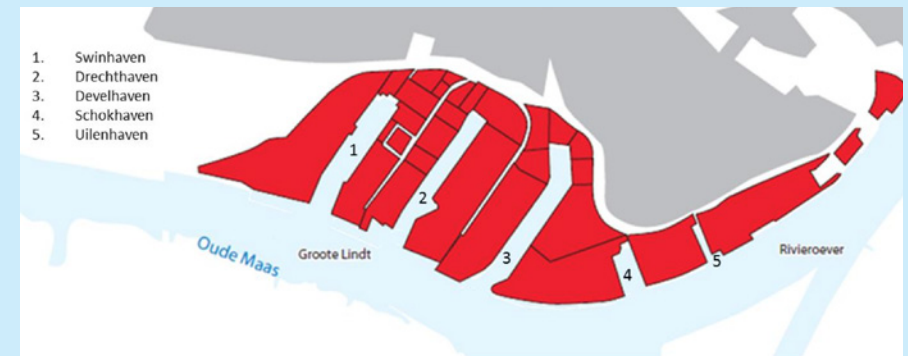 1. Swinhaven
2. Drechthaven
3. Develhaven
4. Schokhaven
5. Uilenhaven
1
2
3
4
5
Oude Maas
Groote Lindt
Rivieroever